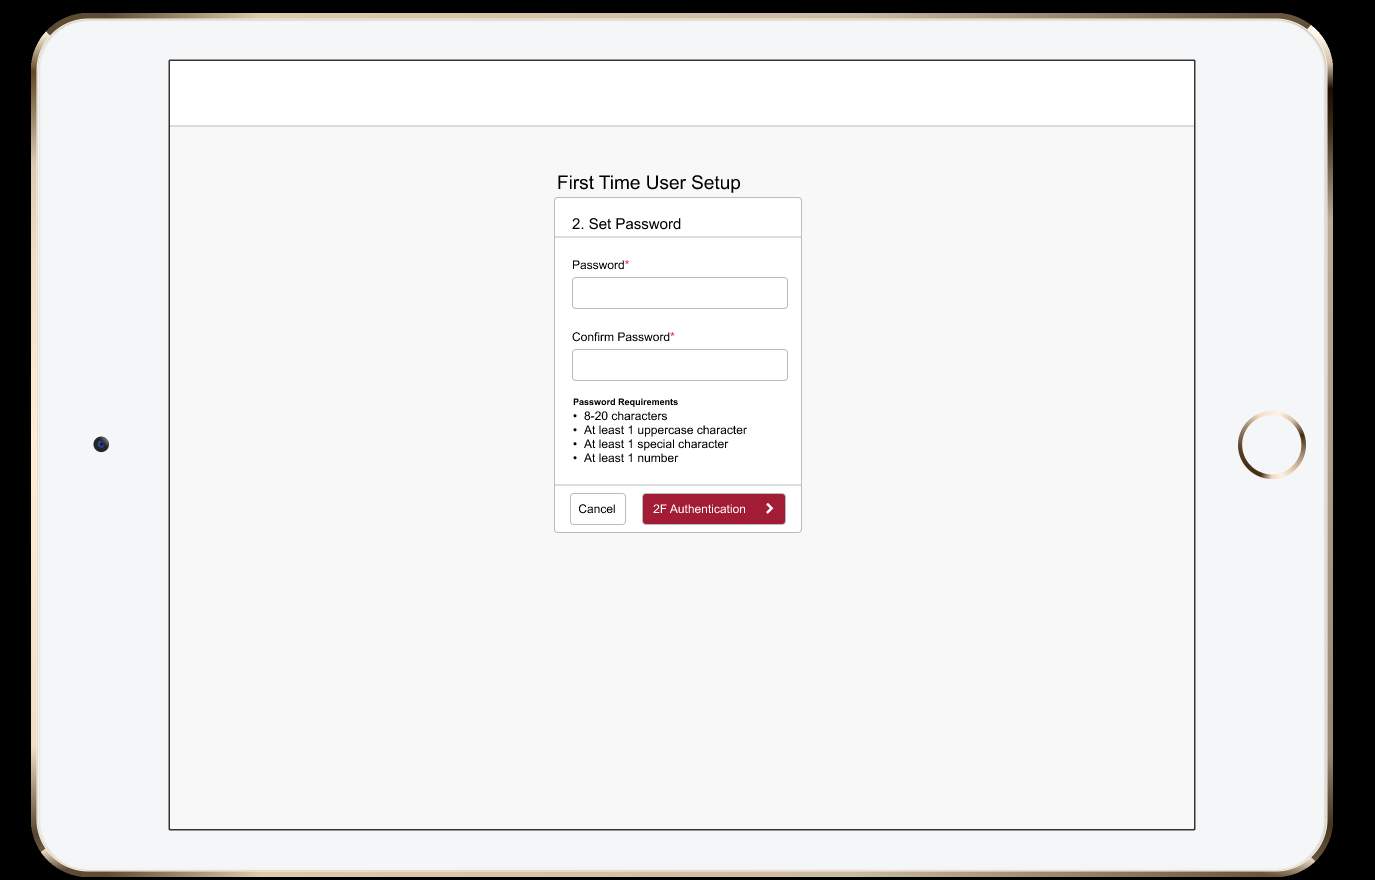 First Time User Setup
2. Set Password
Password*
Confirm Password*
Password Requirements
• 8-20 characters
• At least 1 uppercase character
• At least 1 special character
• At least 1 number
Cancel
2F Authentication